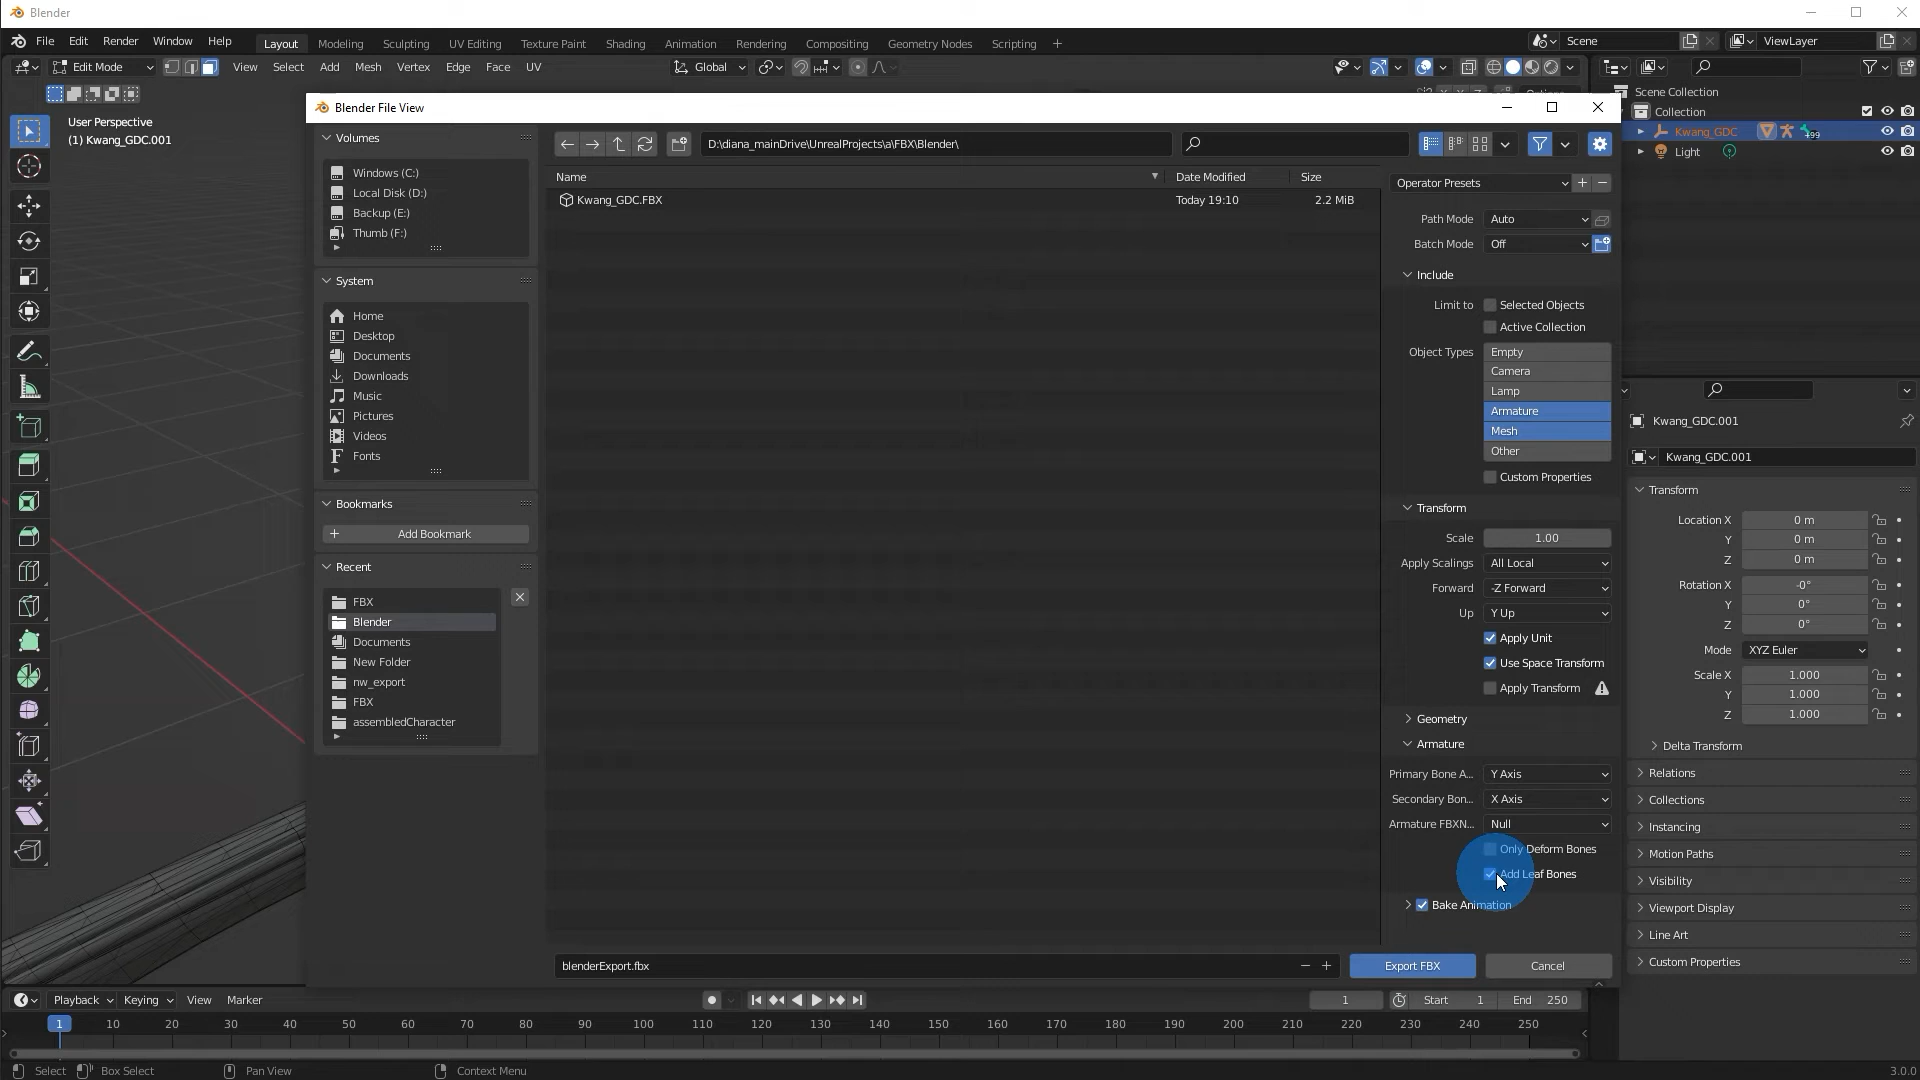 Blender
File Edit Render Window Help
Layout Modeling Sculpting UV Editing Texture Paint Shading Animation Rendering Compositing Geometry Nodes Scripting +
Scene
ViewLayer
Edit Mode
View Select Add Mesh Vertex Edge Face UV
Global
User Perspective
(1) Kwang_GDC.001
Blender File View
Volumes
Windows (C:)
Local Disk (D:)
Backup (E:)
Thumb (F:)
System
Home
Desktop
Documents
Downloads
Music
Pictures
Videos
Fonts
Bookmarks
Add Bookmark
Recent
FBX
Blender
Documents
New Folder
nw_export
FBX
assembledCharacter
D:\diana_mainDrive\UnrealProjects\a\FBX\Blender\
Name Date Modified Size
Kwang_GDC.FBX Today 19:10 2.2 MiB
Operator Presets
Path Mode Auto
Batch Mode Off
Include
Limit to Selected Objects
Active Collection
Object Types Empty
Camera
Lamp
Armature
Mesh
Other
Custom Properties
Transform
Scale 1.00
Apply Scalings All Local
Forward -Z Forward
Up Y Up
Apply Unit
Use Space Transform
Apply Transform
Geometry
Armature
Primary Bone A... Y Axis
Secondary Bon... X Axis
Armature FBXN... Null
Only Deform Bones
Add Leaf Bones
Bake Animation
blenderExport.fbx
Export FBX
Cancel
Scene Collection
Collection
Kwang_GDC +99
Light
Kwang_GDC.001
Kwang_GDC.001
Transform
Location X 0 m
Y 0 m
Z 0 m
Rotation X -0°
Y 0°
Z 0°
Mode XYZ Euler
Scale X 1.000
Y 1.000
Z 1.000
Delta Transform
Relations
Collections
Instancing
Motion Paths
Visibility
Viewport Display
Line Art
Custom Properties
Playback Keying View Marker
1 Start 1 End 250
1 10 20 30 40 50 60 70 80 90 100 110 120 130 140 150 160 170 180 190 200 210 220 230 240 250
Select Box Select Pan View Context Menu 3.0.0